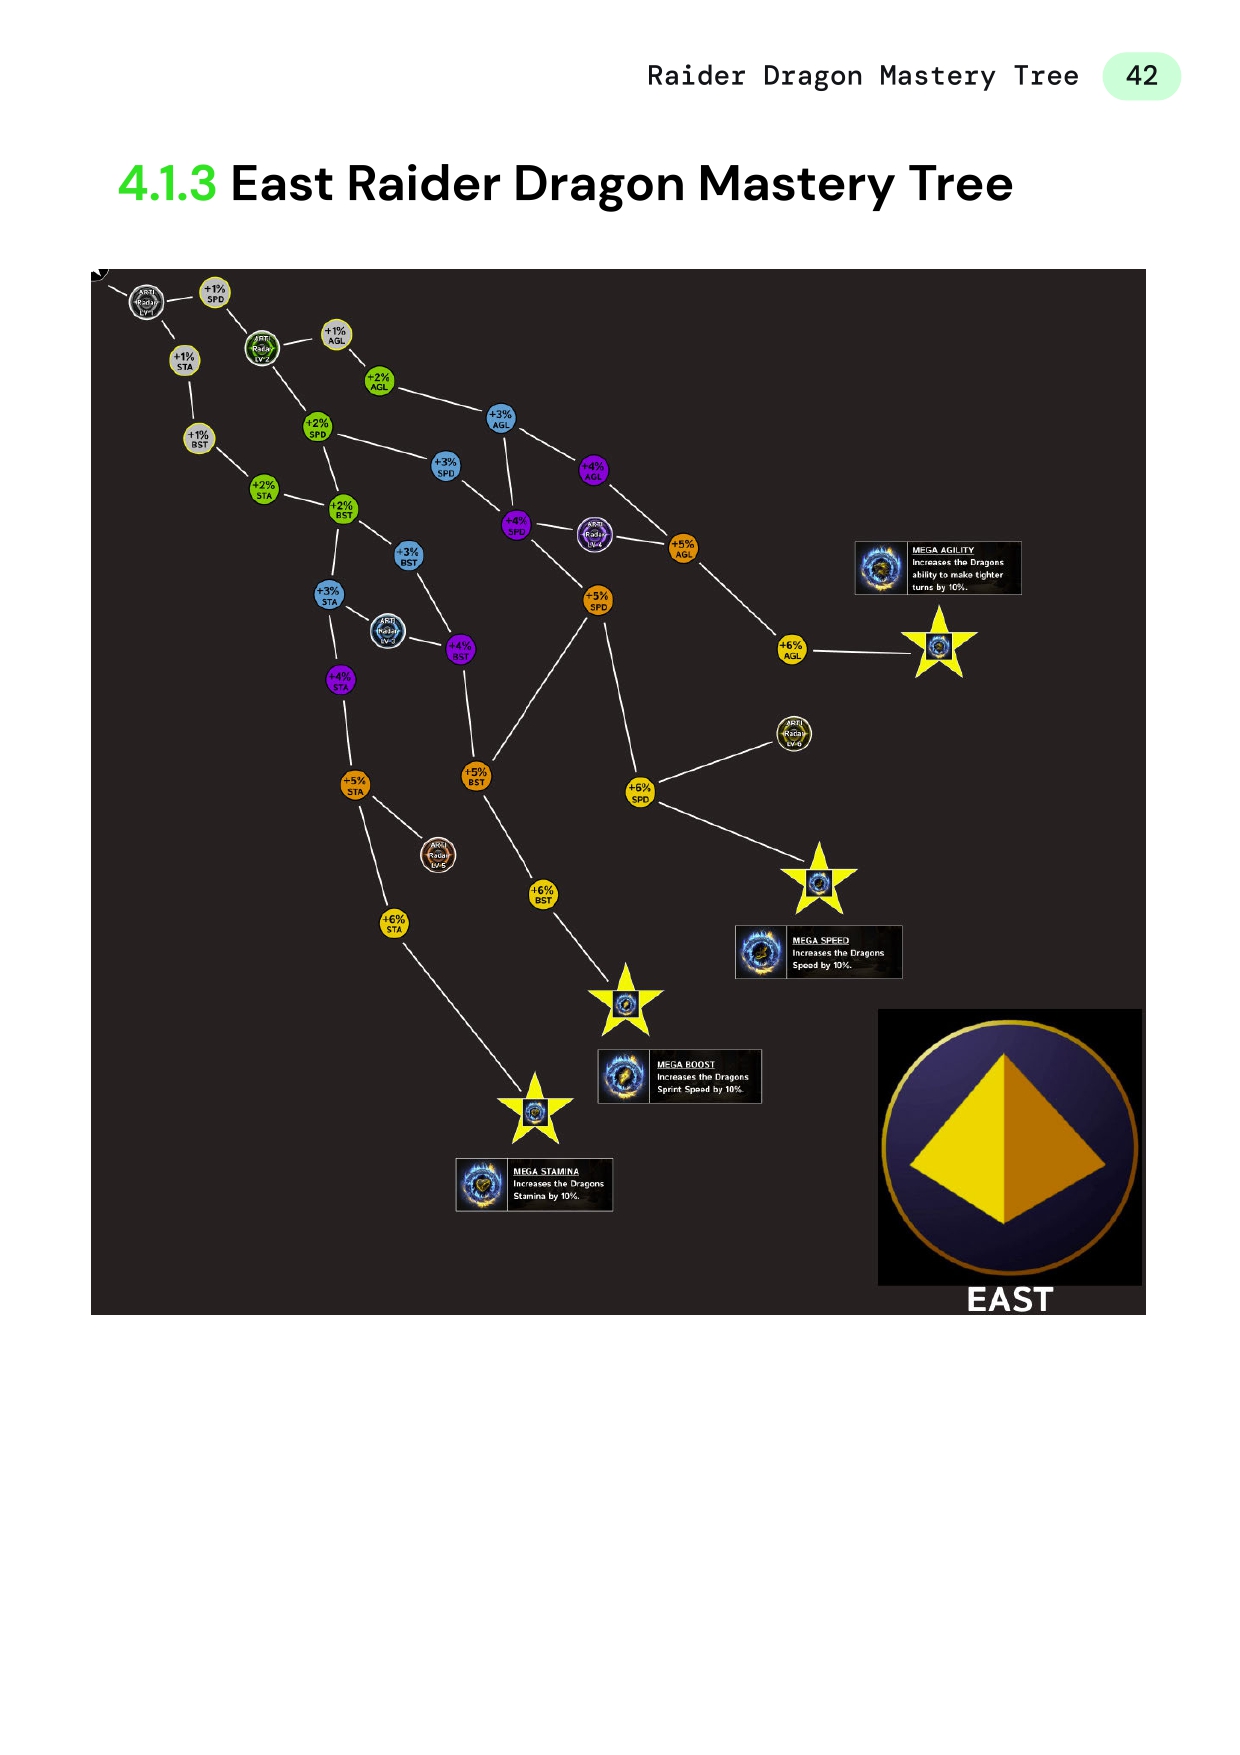 Raider Dragon Mastery Tree 42
4.1.3 East Raider Dragon Mastery Tree
ARTI
Radar
LV-1
+1%
SPD
+1%
STA
ARTI
Radar
LV-2
+1%
AGL
+2%
AGL
+1%
BST
+2%
SPD
+3%
AGL
+2%
STA
+3%
SPD
+4%
AGL
+2%
BST
+4%
SPD
ARTI
Radar
LV-4
+5%
AGL
+3%
BST
+3%
STA
+5%
SPD
ARTI
Radar
LV-3
+4%
BST
+6%
AGL
MEGA AGILITY
Increases the Dragons
ability to make tighter
turns by 10%.
+4%
STA
ARTI
Radar
LV-6
+5%
STA
+5%
BST
+6%
SPD
ARTI
Radar
LV-5
+6%
BST
+6%
STA
MEGA SPEED
Increases the Dragons
Speed by 10%.
MEGA BOOST
Increases the Dragons
Sprint Speed by 10%.
MEGA STAMINA
Increases the Dragons
Stamina by 10%.
EAST